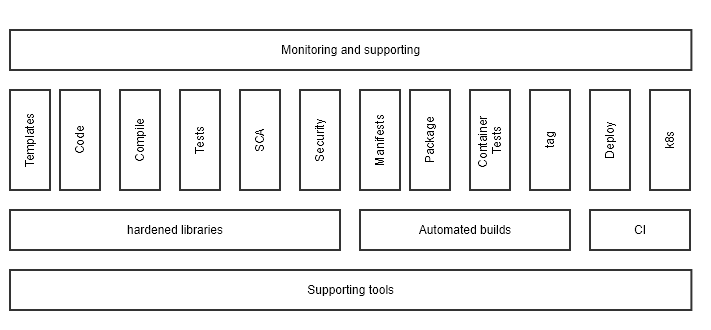 Monitoring and supporting
Templates
Code
Compile
Tests
SCA
Security
Manifests
Package
Container
Tests
tag
Deploy
k8s
hardened libraries
Automated builds
CI
Supporting tools